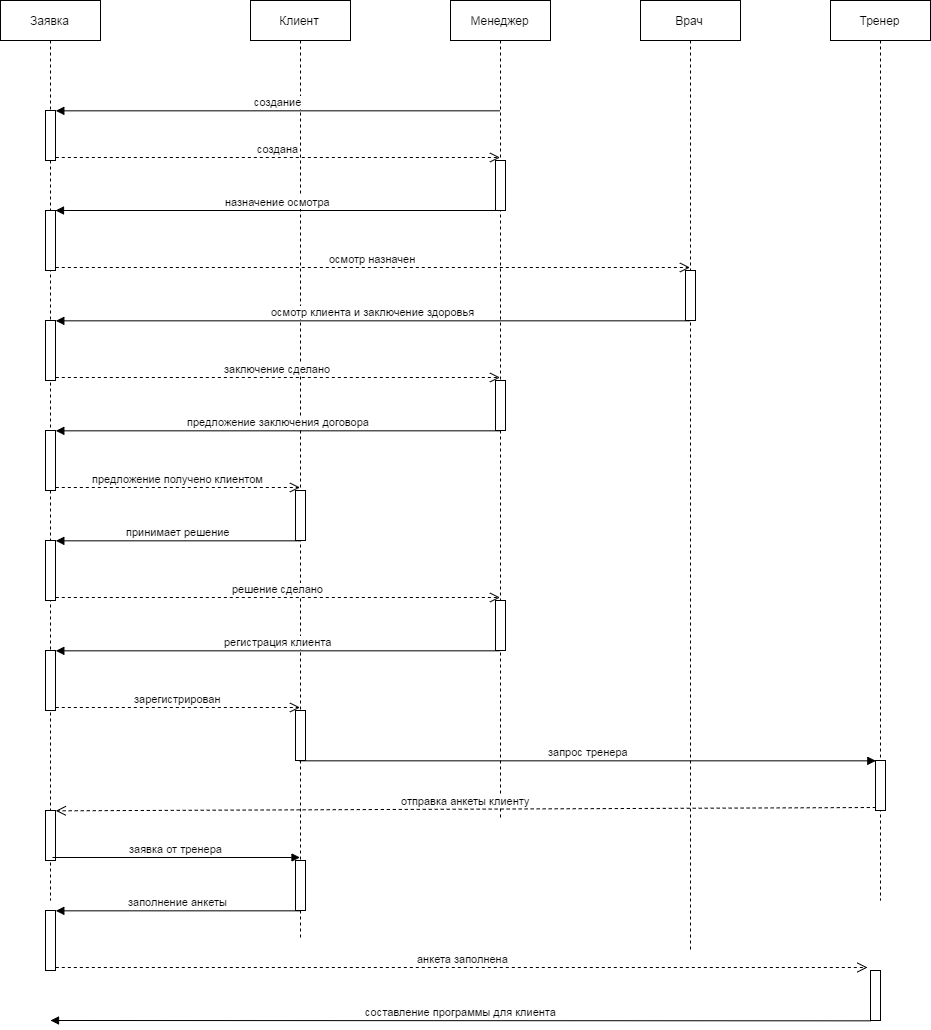 Заявка
Клиент
Менеджер
Врач
Тренер
создание
создана
назначение осмотра
осмотр назначен
осмотр клиента и заключение здоровья
заключение сделано
предложение заключения договора
предложение получено клиентом
принимает решение
решение сделано
регистрация клиента
зарегистрирован
запрос тренера
отправка анкеты клиенту
заявка от тренера
заполнение анкеты
анкета заполнена
составление программы для клиента